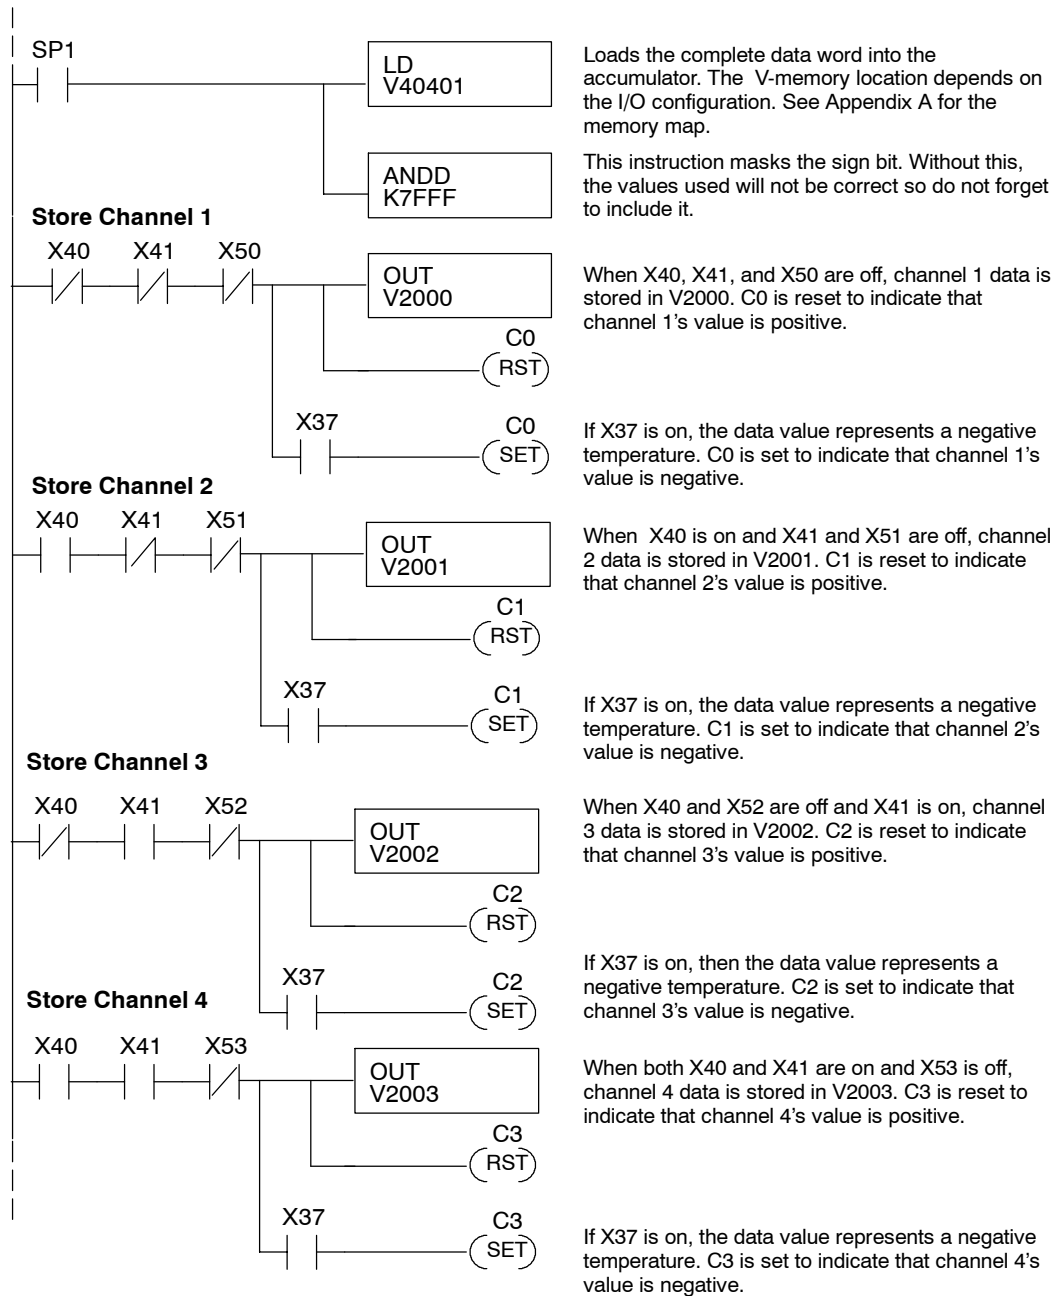 SP1
LD
V40401
Loads the complete data word into the
accumulator. The V-memory location depends on
the I/O configuration. See Appendix A for the
memory map.
ANDD
K7FFF
This instruction masks the sign bit. Without this,
the values used will not be correct so do not forget
to include it.
Store Channel 1
X40 X41 X50
OUT
V2000
When X40, X41, and X50 are off, channel 1 data is
stored in V2000. C0 is reset to indicate that
channel 1’s value is positive.
C0
RST
X37
C0
SET
If X37 is on, the data value represents a negative
temperature. C0 is set to indicate that channel 1’s
value is negative.
Store Channel 2
X40 X41 X51
OUT
V2001
When X40 is on and X41 and X51 are off, channel
2 data is stored in V2001. C1 is reset to indicate
that channel 2’s value is positive.
C1
RST
X37
C1
SET
If X37 is on, the data value represents a negative
temperature. C1 is set to indicate that channel 2’s
value is negative.
Store Channel 3
X40 X41 X52
OUT
V2002
When X40 and X52 are off and X41 is on, channel
3 data is stored in V2002. C2 is reset to indicate
that channel 3’s value is positive.
C2
RST
X37
C2
SET
If X37 is on, then the data value represents a
negative temperature. C2 is set to indicate that
channel 3’s value is negative.
Store Channel 4
X40 X41 X53
OUT
V2003
When both X40 and X41 are on and X53 is off,
channel 4 data is stored in V2003. C3 is reset to
indicate that channel 4’s value is positive.
C3
RST
X37
C3
SET
If X37 is on, the data value represents a negative
temperature. C3 is set to indicate that channel 4’s
value is negative.